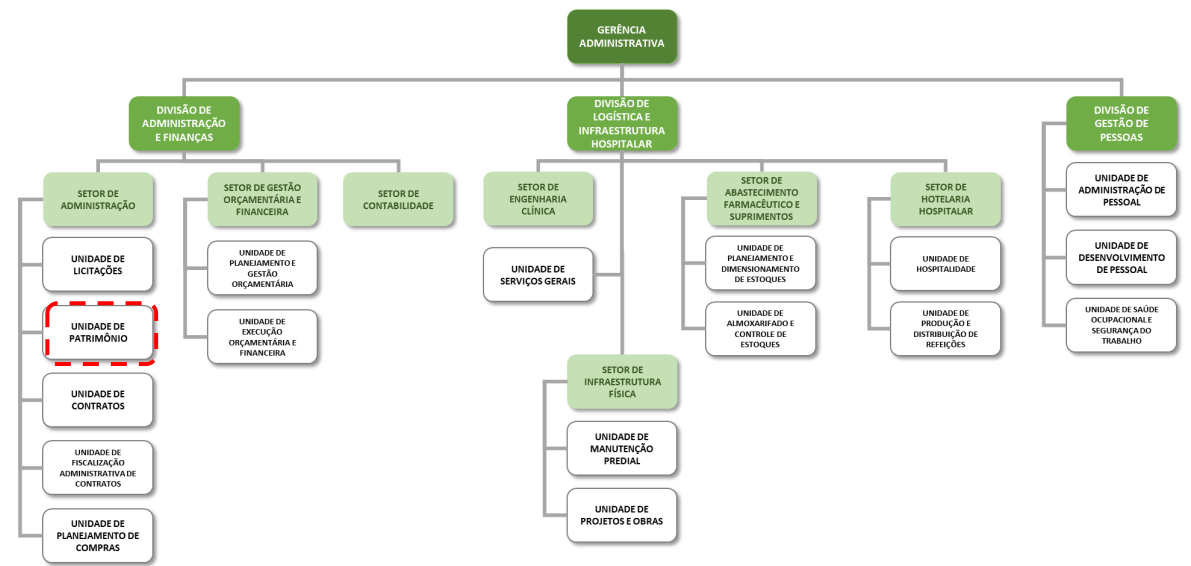 GERÊNCIA
ADMINISTRATIVA
DIVISÃO DE
ADMINISTRAÇÃO
E FINANÇAS
DIVISÃO DE
LOGÍSTICA E
INFRAESTRUTURA
HOSPITALAR
DIVISÃO DE
GESTÃO DE
PESSOAS
SETOR DE
ADMINISTRAÇÃO
SETOR DE GESTÃO
ORÇAMENTÁRIA E
FINANCEIRA
SETOR DE
CONTABILIDADE
SETOR DE
ENGENHARIA
CLÍNICA
SETOR DE
ABASTECIMENTO
FARMACÊUTICO E
SUPRIMENTOS
SETOR DE
HOTELARIA
HOSPITALAR
UNIDADE DE
ADMINISTRAÇÃO DE
PESSOAL
UNIDADE DE
LICITAÇÕES
UNIDADE DE
PLANEJAMENTO E
GESTÃO
ORÇAMENTÁRIA
UNIDADE DE
SERVIÇOS GERAIS
UNIDADE DE
PLANEJAMENTO E
DIMENSIONAMENTO
DE ESTOQUES
UNIDADE DE
HOSPITALIDADE
UNIDADE DE
DESENVOLVIMENTO
DE PESSOAL
UNIDADE DE
PATRIMÔNIO
UNIDADE DE
EXECUÇÃO
ORÇAMENTÁRIA E
FINANCEIRA
UNIDADE DE
ALMOXARIFADO E
CONTROLE DE
ESTOQUES
UNIDADE DE
PRODUÇÃO E
DISTRIBUIÇÃO DE
REFEIÇÕES
UNIDADE DE SAÚDE
OCUPACIONAL E
SEGURANÇA DO
TRABALHO
UNIDADE DE
CONTRATOS
SETOR DE
INFRAESTRUTURA
FÍSICA
UNIDADE DE
FISCALIZAÇÃO
ADMINISTRATIVA DE
CONTRATOS
UNIDADE DE
MANUTENÇÃO
PREDIAL
UNIDADE DE
PLANEJAMENTO DE
COMPRAS
UNIDADE DE
PROJETOS E OBRAS